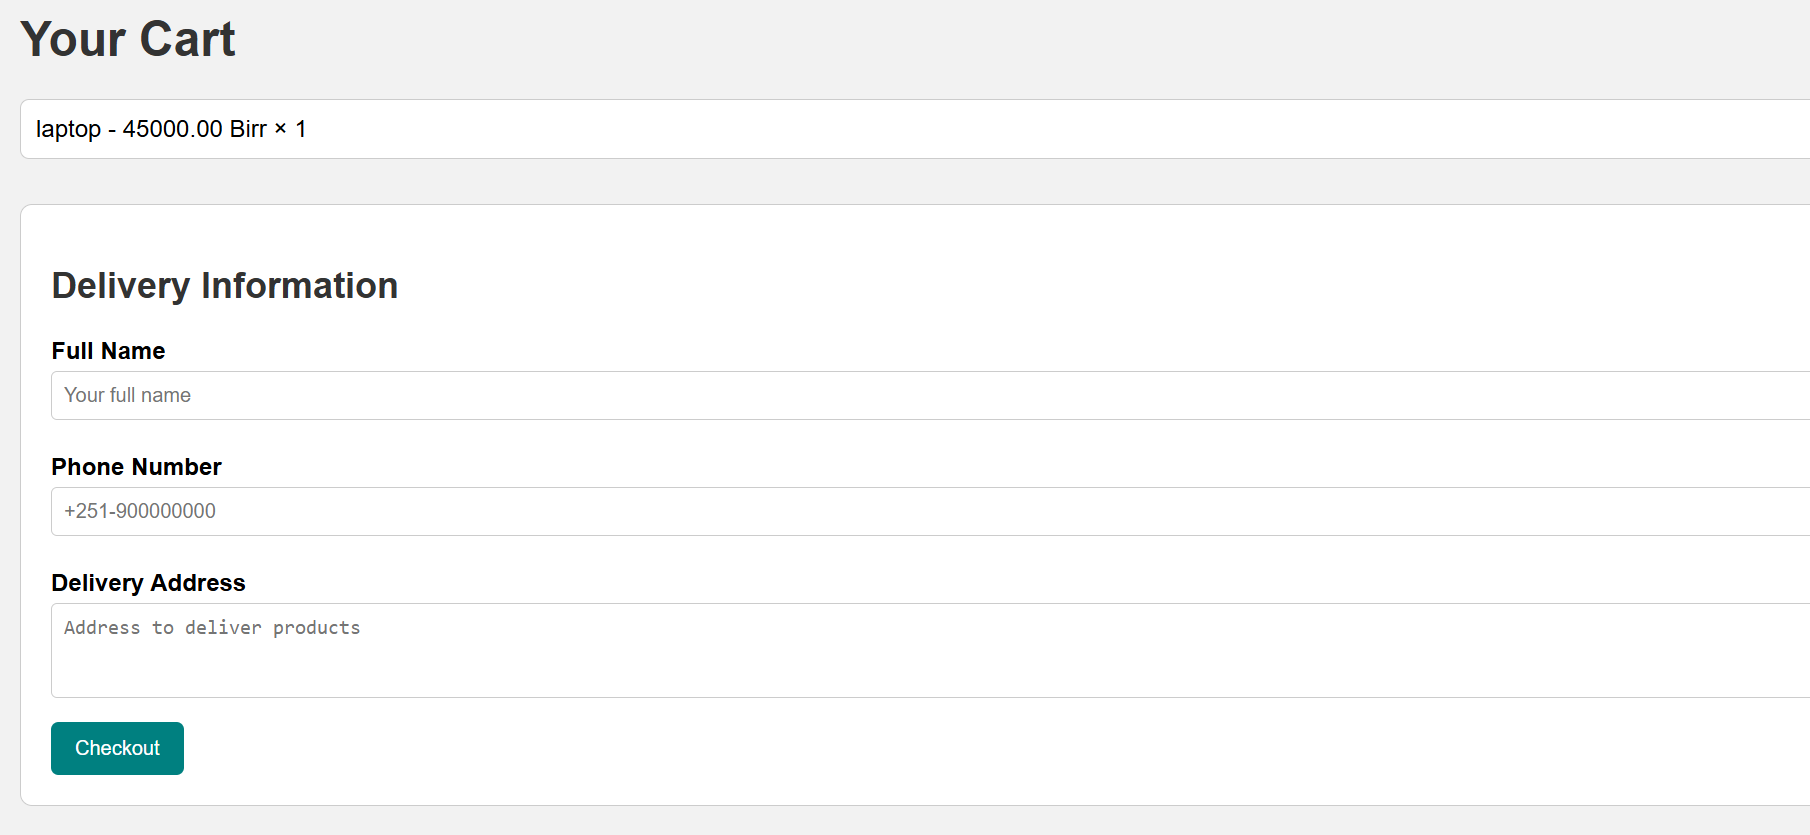 Your Cart
laptop - 45000.00 Birr × 1
Delivery Information
Full Name
Your full name
Phone Number
+251-900000000
Delivery Address
Address to deliver products
Checkout